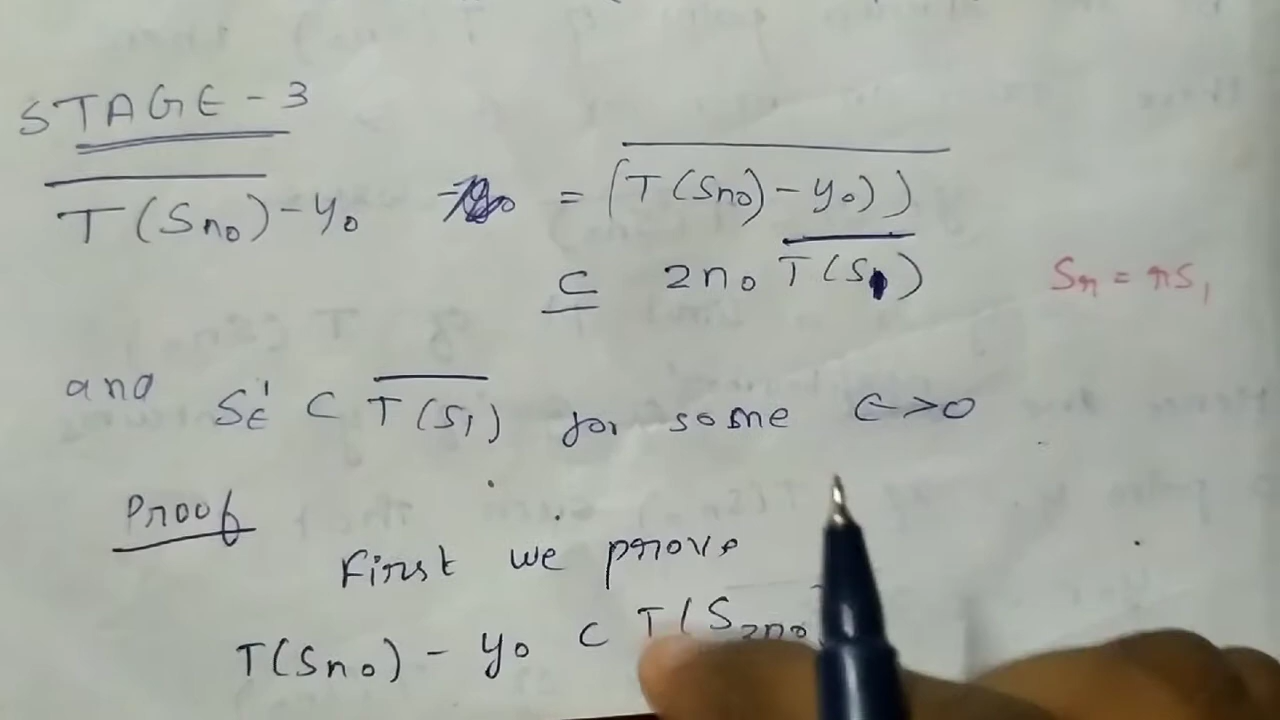 STAGE - 3
T(Sn₀) - y₀ = (T(Sn₀) - y₀))
⊆ 2n₀ T(S₁) Sn = nS₁
and Sϵ' ⊂ T(S₁) for some ϵ>0
Proof
First we prove
T(Sn₀) - y₀ ⊂ T(S₂n₀